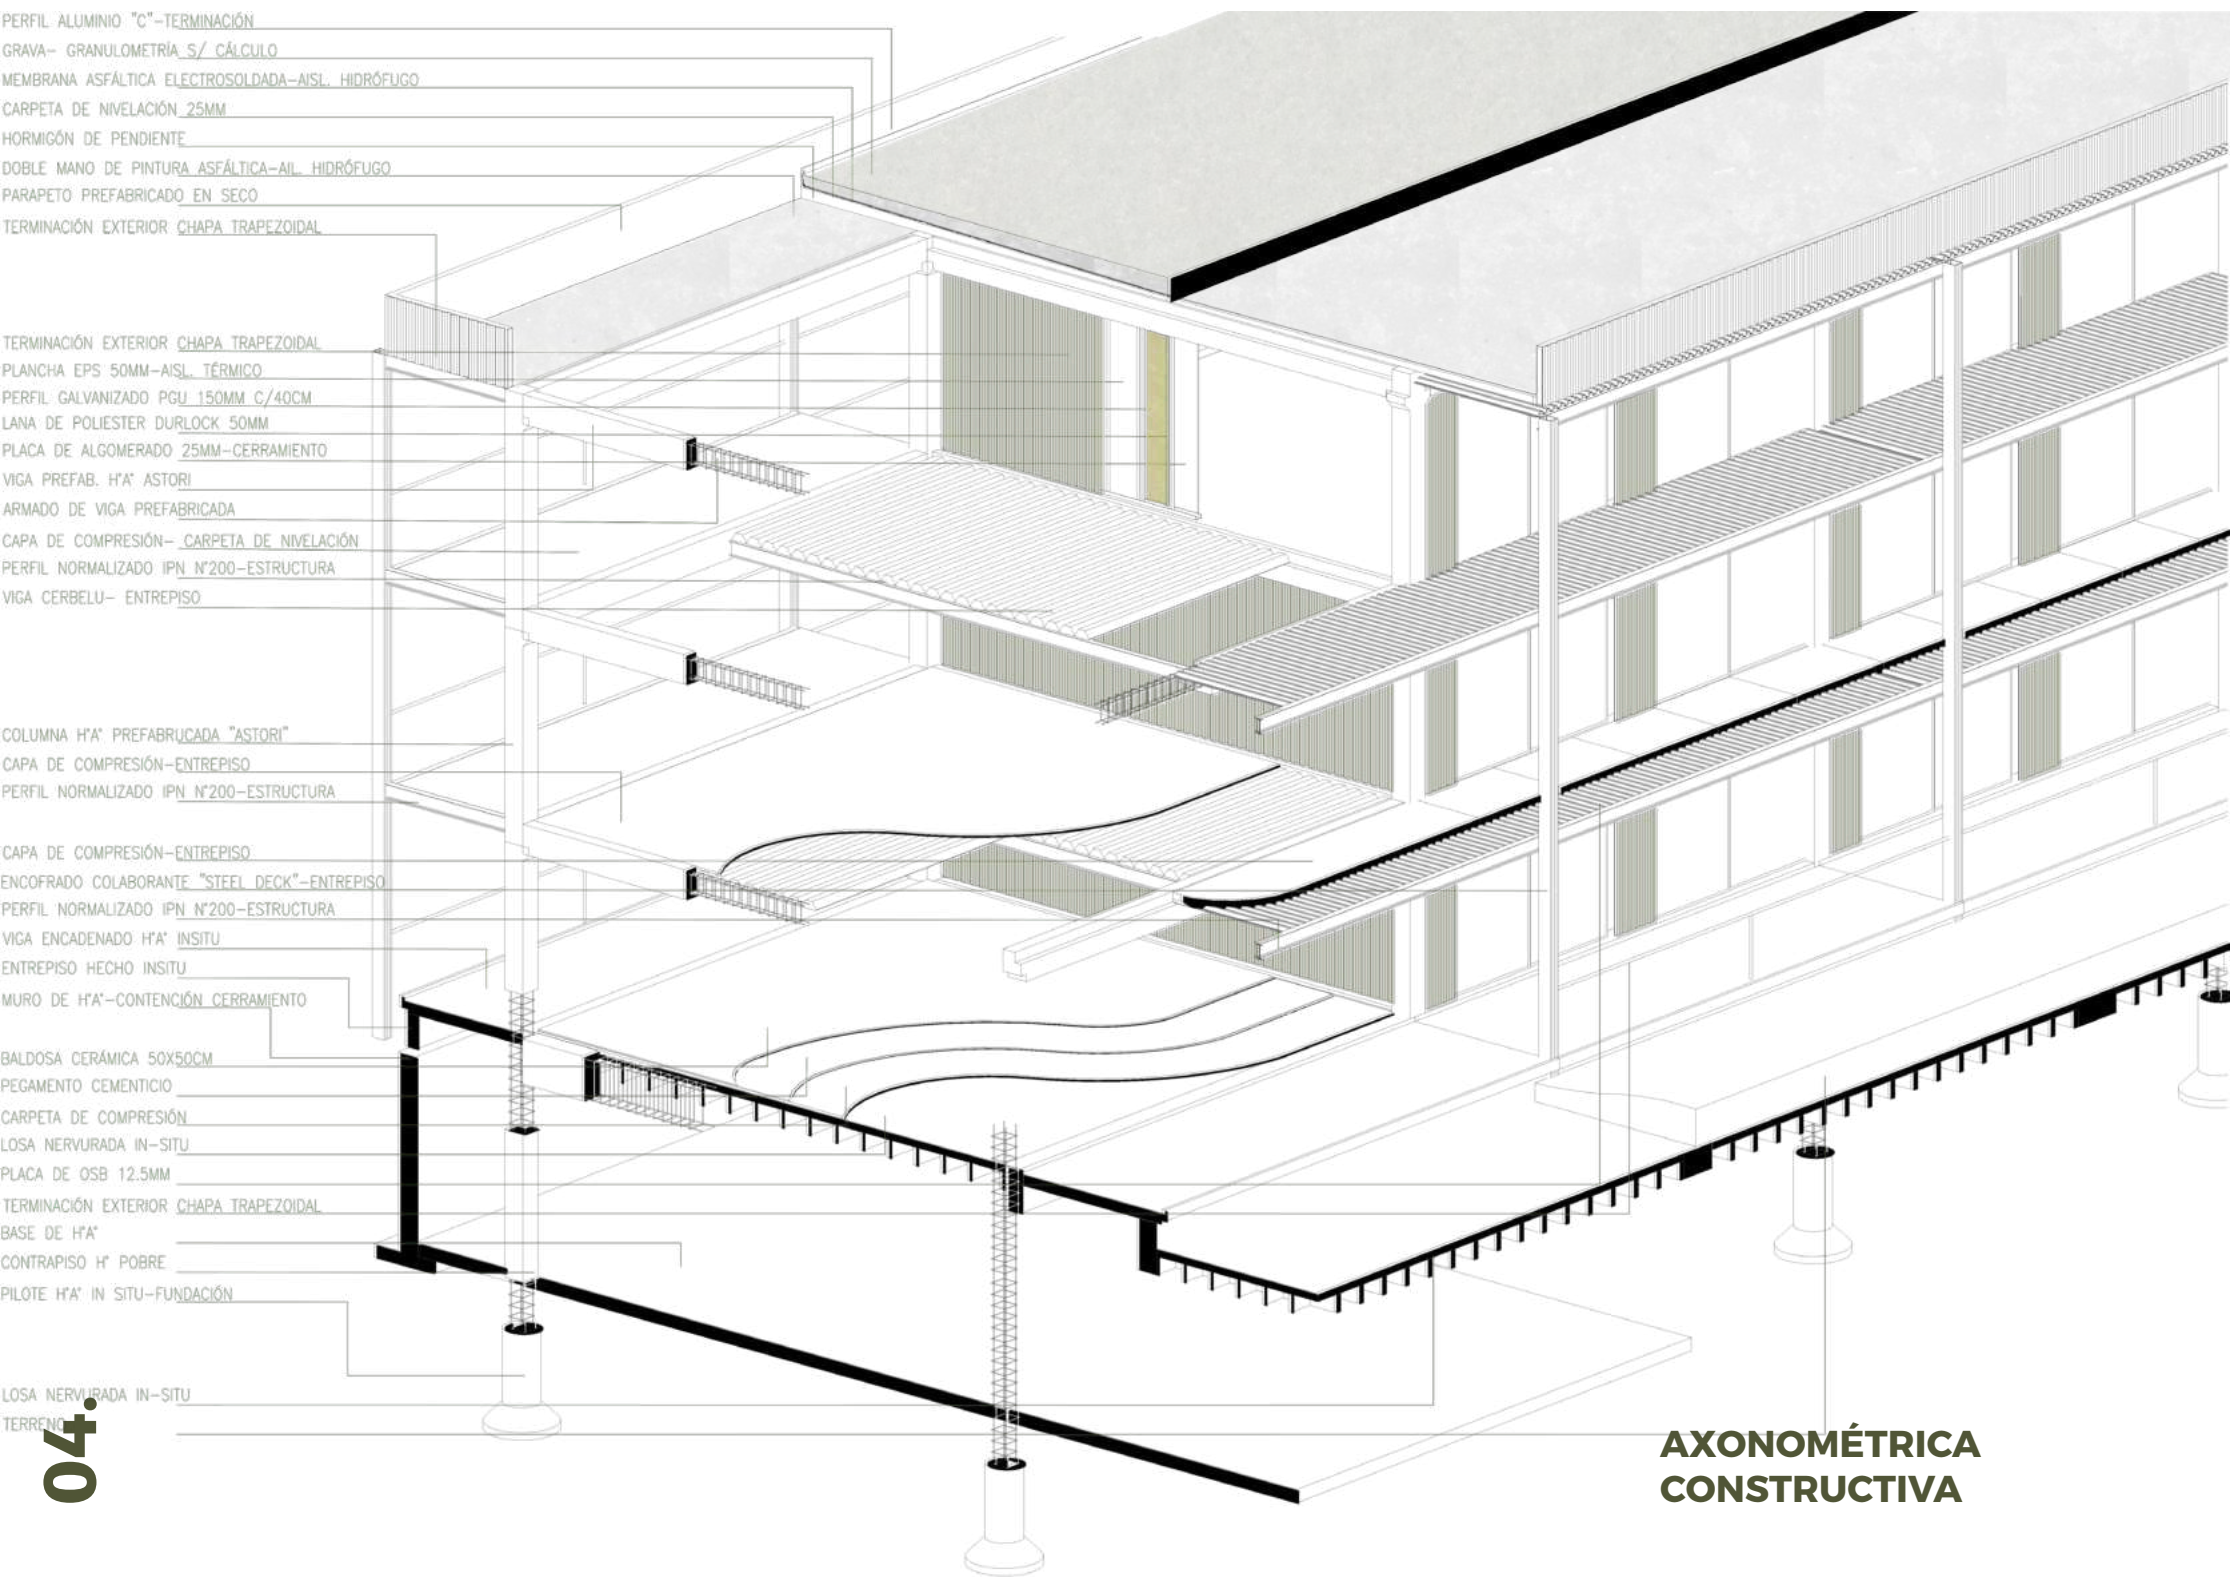 PERFIL ALUMINIO "C"-TERMINACIÓN
GRAVA- GRANULOMETRÍA S/ CÁLCULO
MEMBRANA ASFÁLTICA ELECTROSOLDADA-AISL. HIDRÓFUGO
CARPETA DE NIVELACIÓN 25MM
HORMIGÓN DE PENDIENTE
DOBLE MANO DE PINTURA ASFÁLTICA-AIL. HIDRÓFUGO
PARAPETO PREFABRICADO EN SECO
TERMINACIÓN EXTERIOR CHAPA TRAPEZOIDAL
TERMINACIÓN EXTERIOR CHAPA TRAPEZOIDAL
PLANCHA EPS 50MM-AISL. TÉRMICO
PERFIL GALVANIZADO PGU 150MM C/40CM
LANA DE POLIESTER DURLOCK 50MM
PLACA DE ALGOMERADO 25MM-CERRAMIENTO
VIGA PREFAB. H°A° ASTORI
ARMADO DE VIGA PREFABRICADA
CAPA DE COMPRESIÓN- CARPETA DE NIVELACIÓN
PERFIL NORMALIZADO IPN N°200-ESTRUCTURA
VIGA CERBELU- ENTREPISO
COLUMNA H°A° PREFABRUCADA "ASTORI"
CAPA DE COMPRESIÓN-ENTREPISO
PERFIL NORMALIZADO IPN N°200-ESTRUCTURA
CAPA DE COMPRESIÓN-ENTREPISO
ENCOFRADO COLABORANTE "STEEL DECK"-ENTREPISO
PERFIL NORMALIZADO IPN N°200-ESTRUCTURA
VIGA ENCADENADO H°A° INSITU
ENTREPISO HECHO INSITU
MURO DE H°A°-CONTENCIÓN CERRAMIENTO
BALDOSA CERÁMICA 50X50CM
PEGAMENTO CEMENTICIO
CARPETA DE COMPRESIÓN
LOSA NERVURADA IN-SITU
PLACA DE OSB 12.5MM
TERMINACIÓN EXTERIOR CHAPA TRAPEZOIDAL
BASE DE H°A°
CONTRAPISO H° POBRE
PILOTE H°A° IN SITU-FUNDACIÓN
LOSA NERVURADA IN-SITU
TERRENO
04.
AXONOMÉTRICA
CONSTRUCTIVA